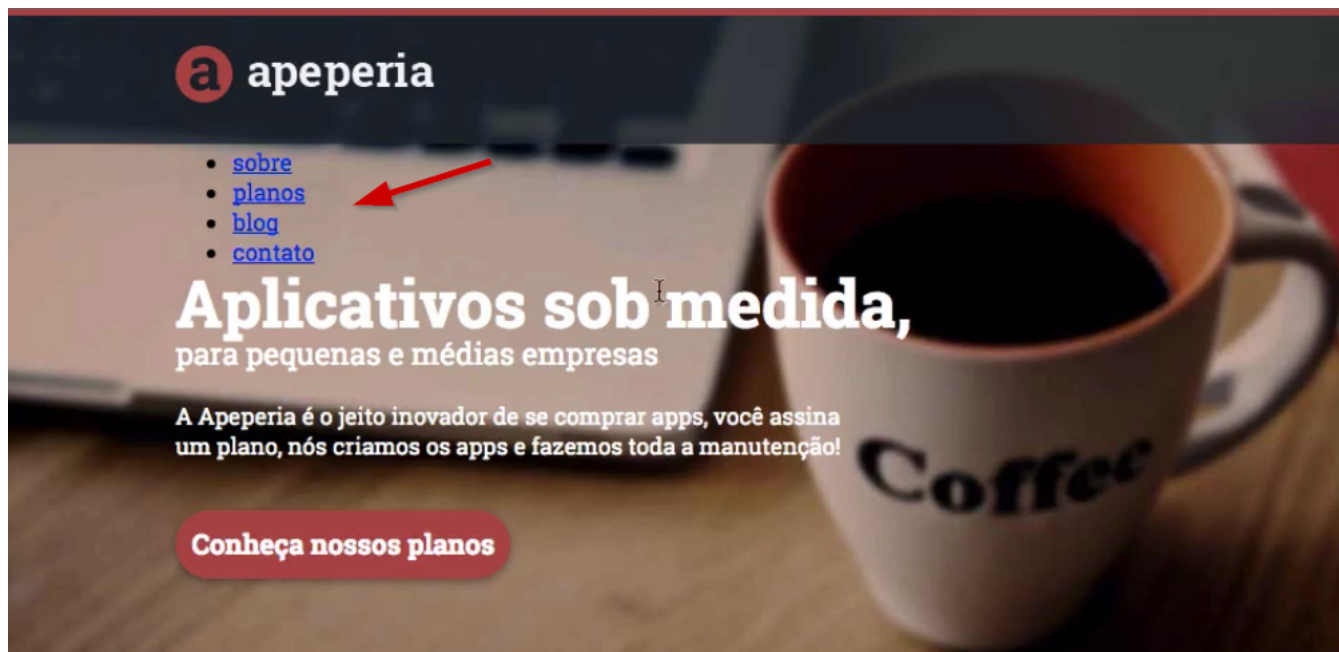 a apeperia
sobre
planos
blog
contato
Aplicativos sob medida,
para pequenas e médias empresas
A Apeperia é o jeito inovador de se comprar apps, você assina
um plano, nós criamos os apps e fazemos toda a manutenção!
Coffee
Conheça nossos planos